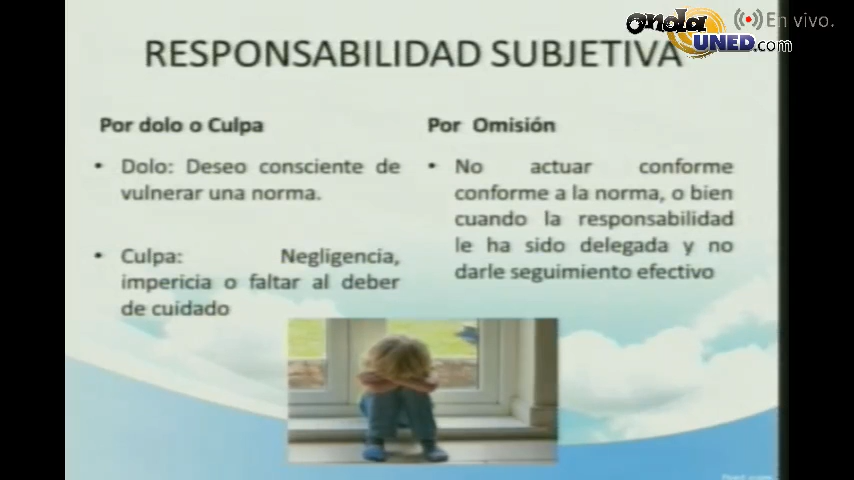 onda
UNED.com
En vivo.
RESPONSABILIDAD SUBJETIVA
Por dolo o Culpa
• Dolo: Deseo consciente de
vulnerar una norma.
• Culpa: Negligencia,
impericia o faltar al deber
de cuidado
Por Omisión
• No actuar conforme
conforme a la norma, o bien
cuando la responsabilidad
le ha sido delegada y no
darle seguimiento efectivo